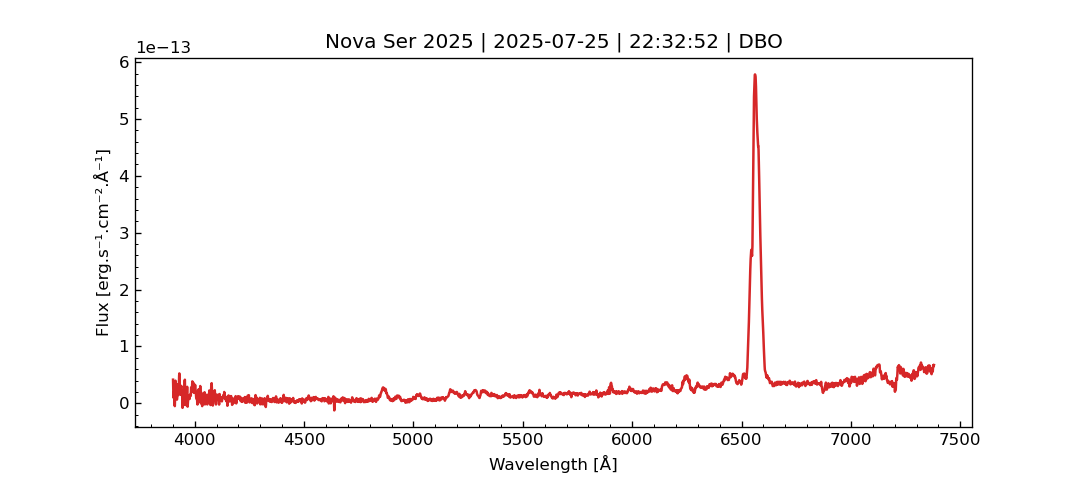 Nova Ser 2025 | 2025-07-25 | 22:32:52 | DBO
1e−13
6
5
4
3
2
1
0
Flux [erg.s⁻¹.cm⁻².Å⁻¹]
4000 4500 5000 5500 6000 6500 7000 7500
Wavelength [Å]